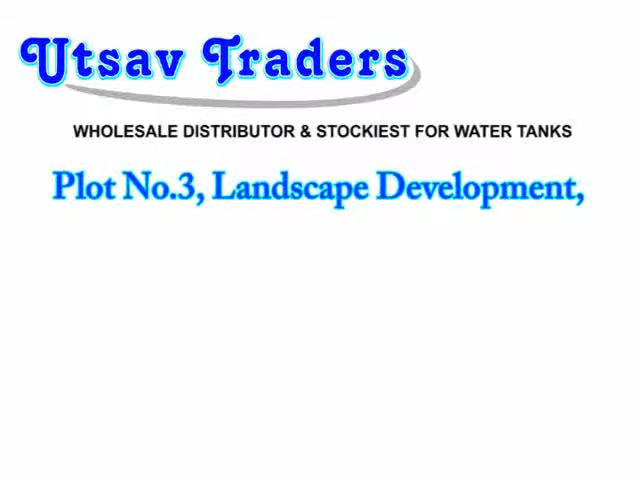 Utsav Traders
WHOLESALE DISTRIBUTOR & STOCKIEST FOR WATER TANKS
Plot No.3, Landscape Development,